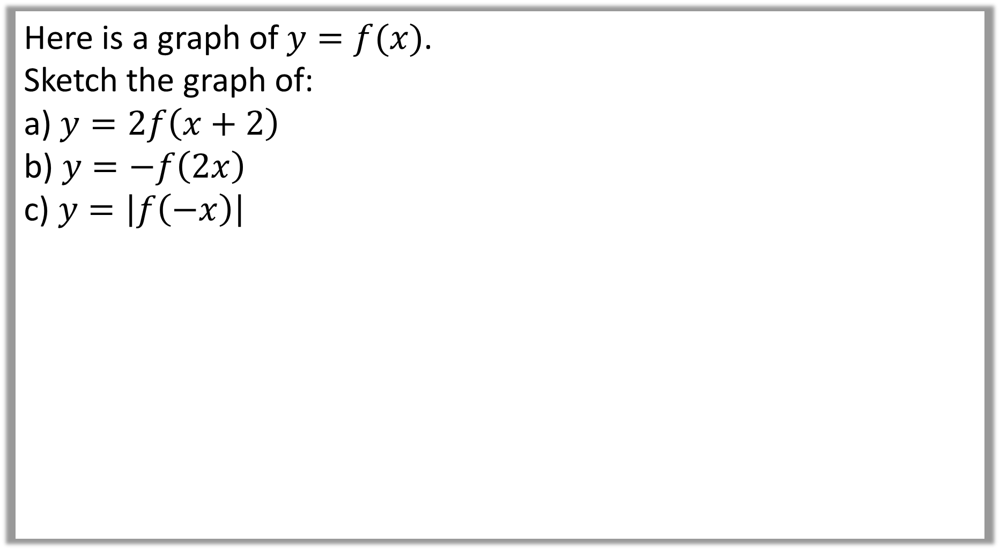 Here is a graph of 𝑦 = 𝑓(𝑥).
Sketch the graph of:
a) 𝑦 = 2𝑓(𝑥 + 2)
b) 𝑦 = −𝑓(2𝑥)
c) 𝑦 = |𝑓(−𝑥)|